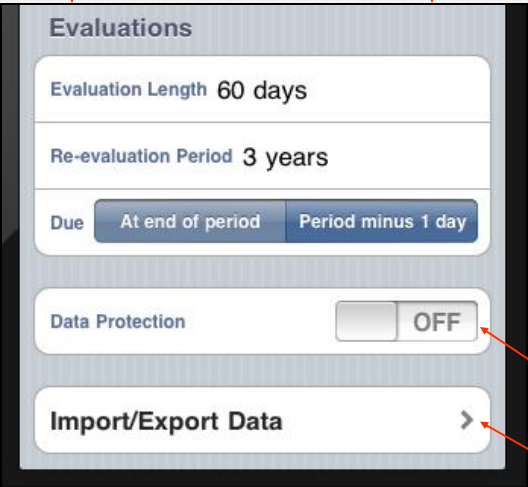 Evaluations
Evaluation Length 60 days
Re-evaluation Period 3 years
Due At end of period Period minus 1 day
Data Protection OFF
Import/Export Data